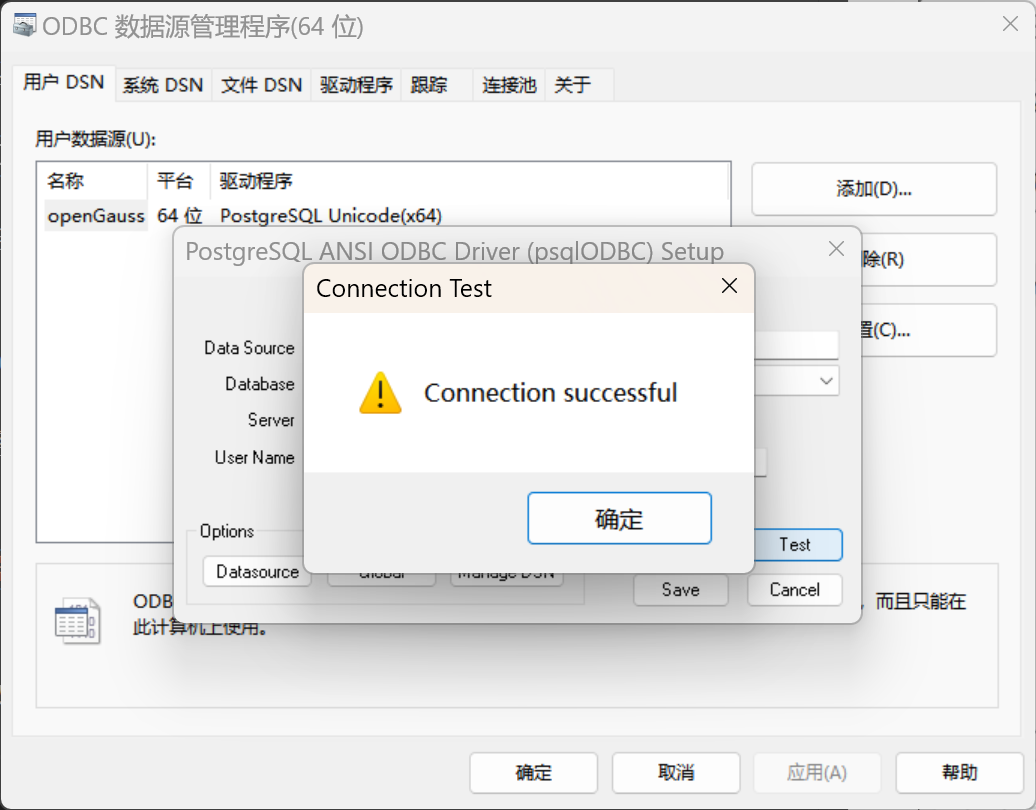 ODBC 数据源管理程序(64 位)
用户 DSN 系统 DSN 文件 DSN 驱动程序 跟踪 连接池 关于
用户数据源(U):
名称 平台 驱动程序
openGauss 64 位 PostgreSQL Unicode(x64)
添加(D)...
除(R)
置(C)...
PostgreSQL ANSI ODBC Driver (psqlODBC) Setup
Connection Test
Connection successful
确定
Data Source
Database
Server
User Name
Options
Datasource Global Manage DSN
Test
Save Cancel
ODB
，而且只能在
此计算机上使用。
确定 取消 应用(A) 帮助